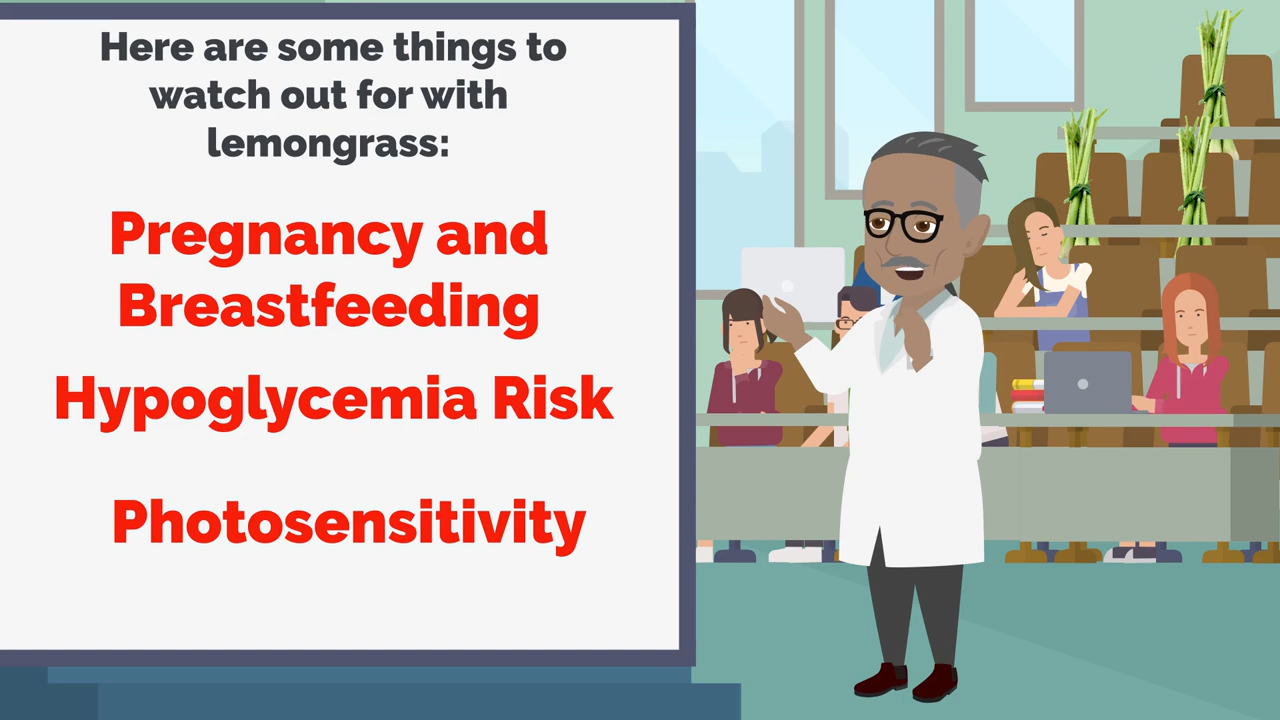 Here are some things to
watch out for with
lemongrass:
Pregnancy and
Breastfeeding
Hypoglycemia Risk
Photosensitivity